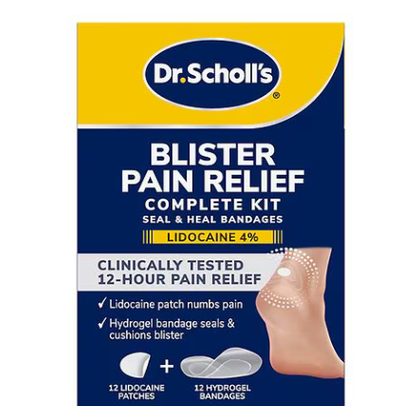 Dr.Scholl's®
BLISTER
PAIN RELIEF
COMPLETE KIT
SEAL & HEAL BANDAGES
LIDOCAINE 4%
CLINICALLY TESTED
12-HOUR PAIN RELIEF
✓ Lidocaine patch numbs pain
✓ Hydrogel bandage seals &
cushions blister
12 LIDOCAINE
PATCHES
+
12 HYDROGEL
BANDAGES